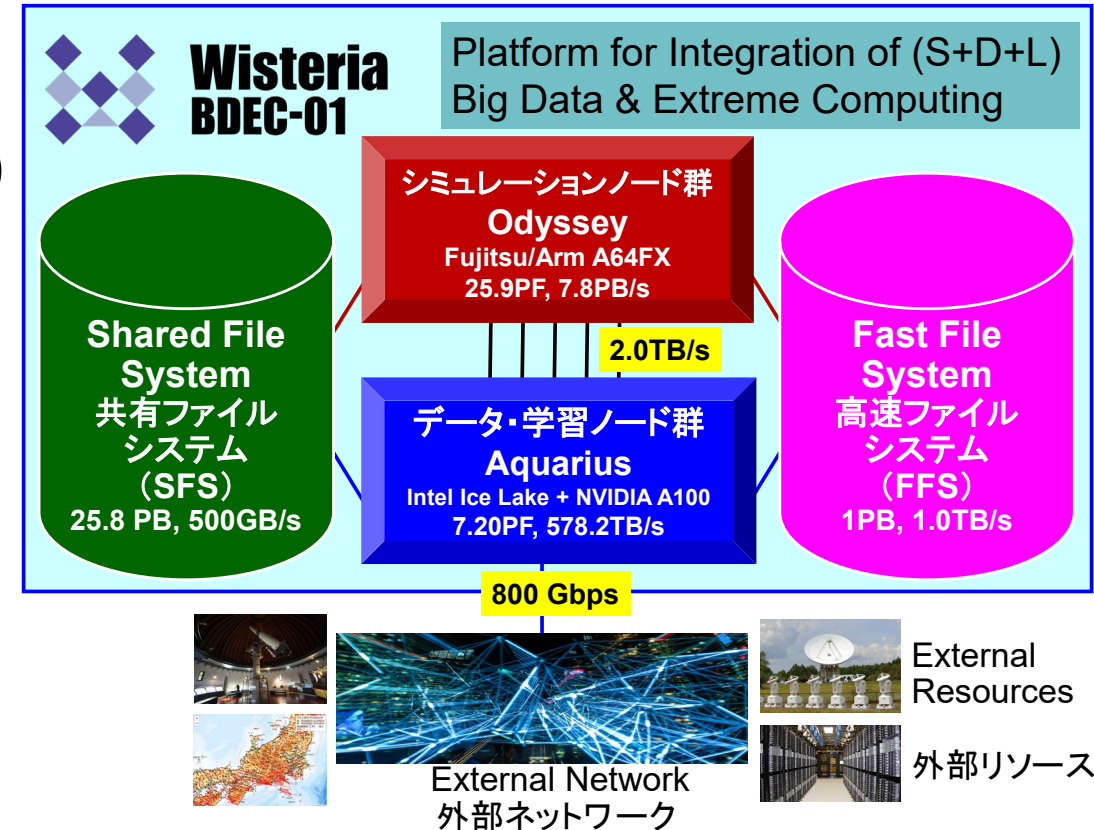 Wisteria
BDEC-01
Platform for Integration of (S+D+L)
Big Data & Extreme Computing
)
シミュレーションノード群
Odyssey
Fujitsu/Arm A64FX
25.9PF, 7.8PB/s
Shared File
System
共有ファイル
システム
(SFS)
25.8 PB, 500GB/s
2.0TB/s
Fast File
System
高速ファイル
システム
(FFS)
1PB, 1.0TB/s
データ・学習ノード群
Aquarius
Intel Ice Lake + NVIDIA A100
7.20PF, 578.2TB/s
800 Gbps
External
Resources
外部リソース
External Network
外部ネットワーク